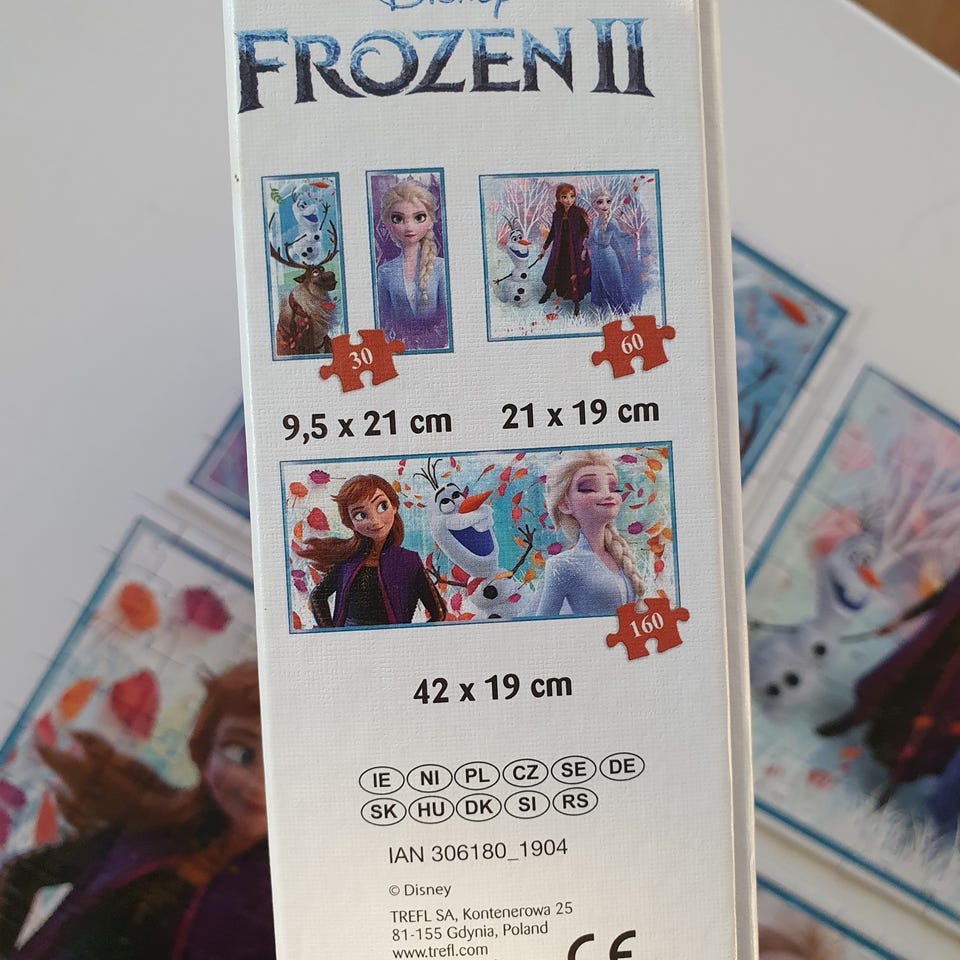 Disney
FROZEN II
30
60
9,5 x 21 cm
21 x 19 cm
160
42 x 19 cm
IE NI PL CZ SE DE
SK HU DK SI RS
IAN 306180_1904
© Disney
TREFL SA, Kontenerowa 25
81-155 Gdynia, Poland
www.trefl.com
CE